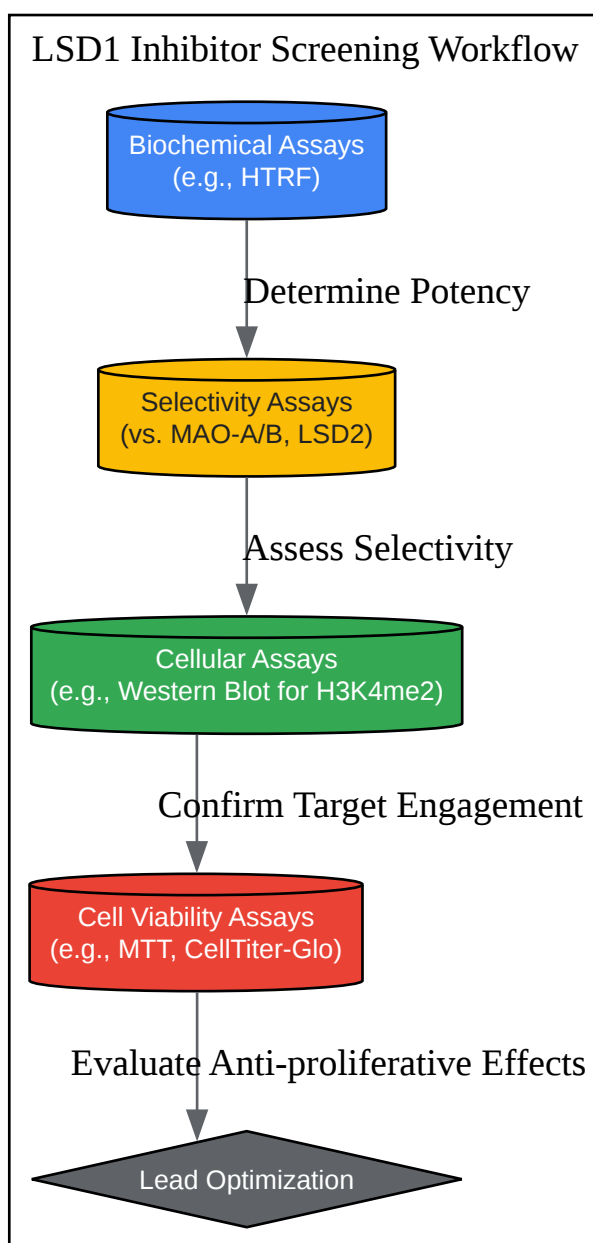 LSD1 Inhibitor Screening Workflow
Biochemical Assays
(e.g., HTRF)
Determine Potency
Selectivity Assays
(vs. MAO-A/B, LSD2)
Assess Selectivity
Cellular Assays
(e.g., Western Blot for H3K4me2)
Confirm Target Engagement
Cell Viability Assays
(e.g., MTT, CellTiter-Glo)
Evaluate Anti-proliferative Effects
Lead Optimization